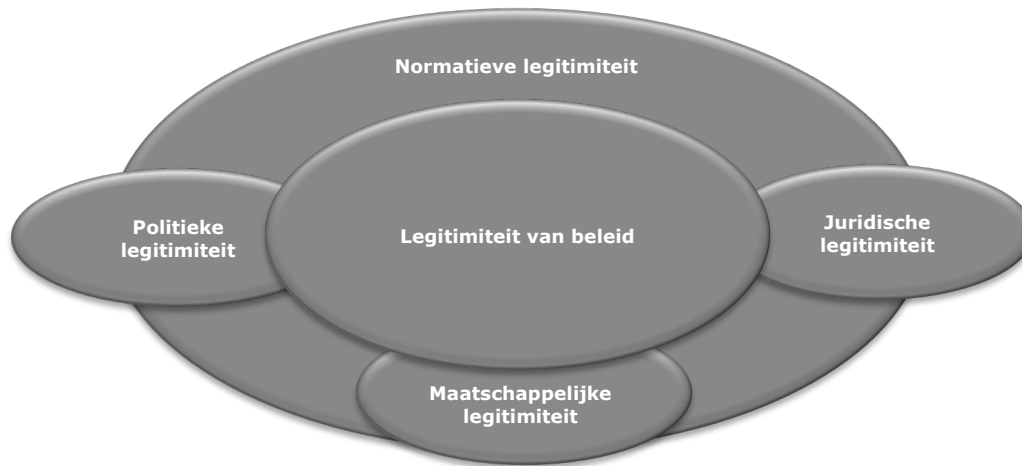 Normatieve legitimiteit
Politieke
legitimiteit
Legitimiteit van beleid
Juridische
legitimiteit
Maatschappelijke
legitimiteit